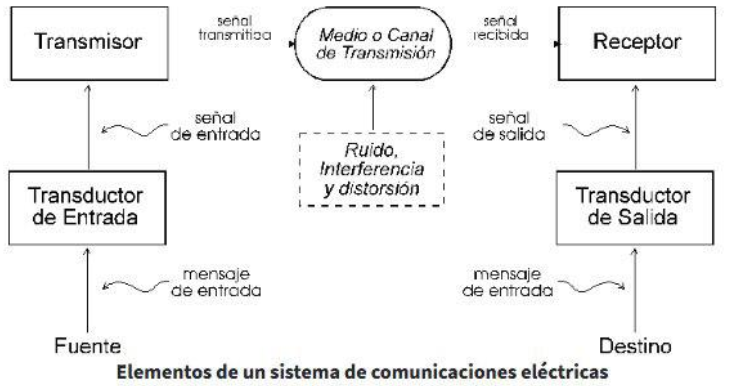 Transmisor
señal
transmitida
Medio o Canal
de Transmisión
señal
recibida
Receptor
señal
de entrada
señal
de salida
Ruido,
Interferencia
y distorsión
Transductor
de Entrada
Transductor
de Salida
mensaje
de entrada
mensaje
de entrada
Fuente
Destino
Elementos de un sistema de comunicaciones eléctricas